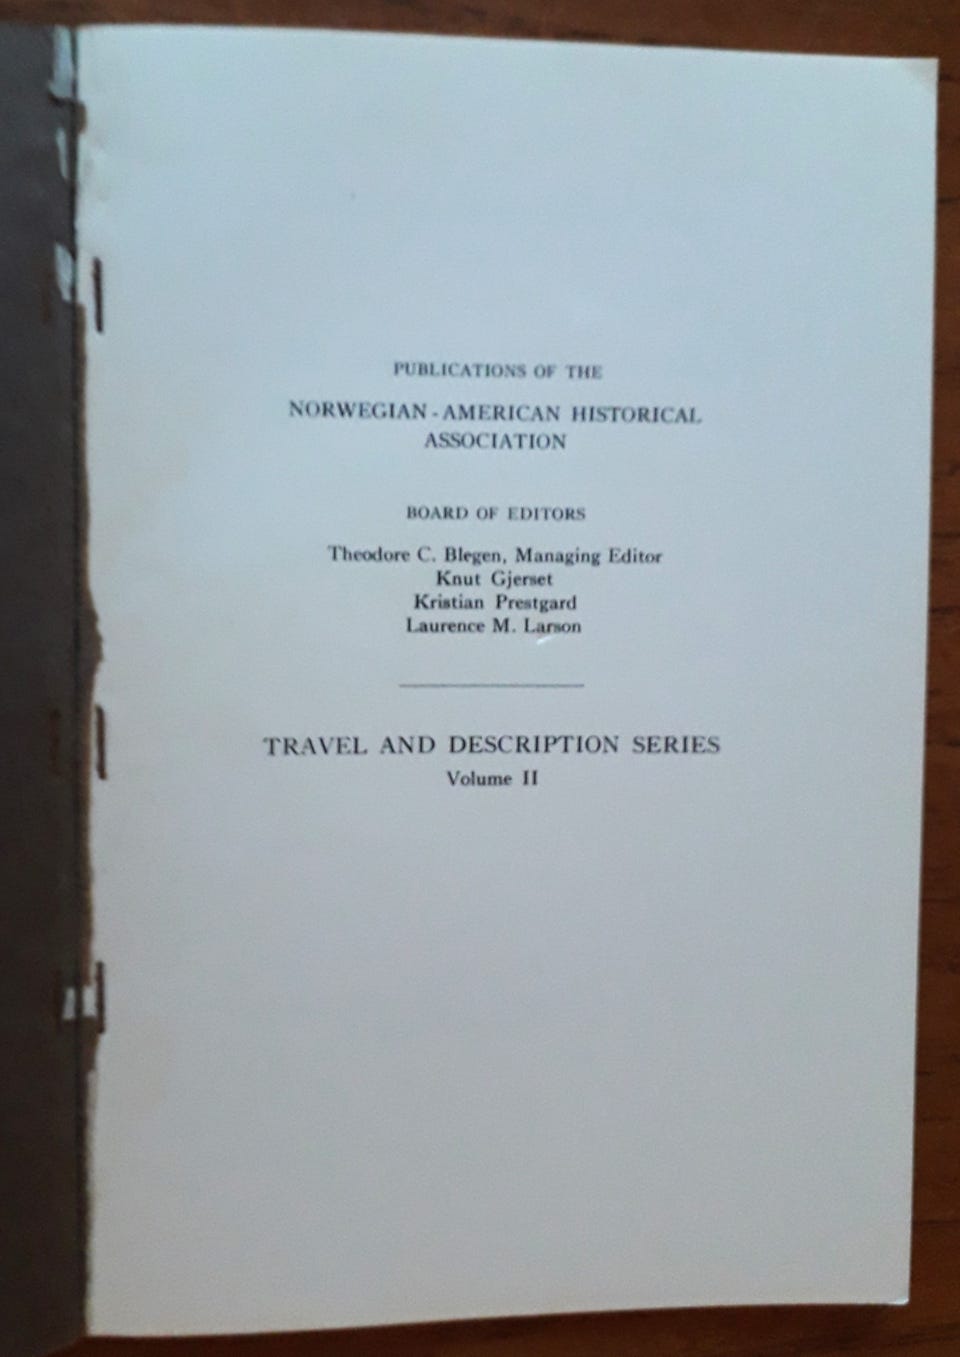 PUBLICATIONS OF THE
NORWEGIAN-AMERICAN HISTORICAL
ASSOCIATION
BOARD OF EDITORS
Theodore C. Blegen, Managing Editor
Knut Gjerset
Kristian Prestgard
Laurence M. Larson
TRAVEL AND DESCRIPTION SERIES
Volume II